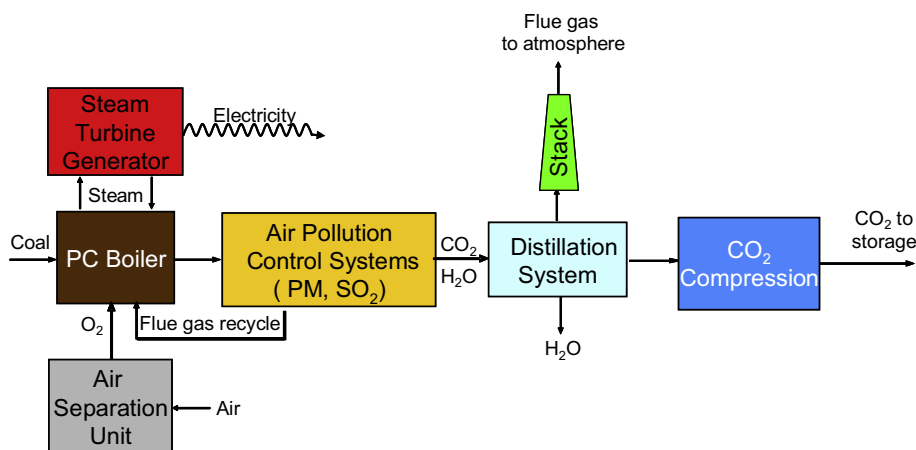 Flue gas
to atmosphere
Steam
Turbine
Generator
Electricity
Stack
Steam
Coal
PC Boiler
Air Pollution
Control Systems
( PM, SO₂)
CO₂
H₂O
Distillation
System
CO₂
Compression
CO₂ to
storage
O₂
Flue gas recycle
H₂O
Air
Separation
Unit
Air